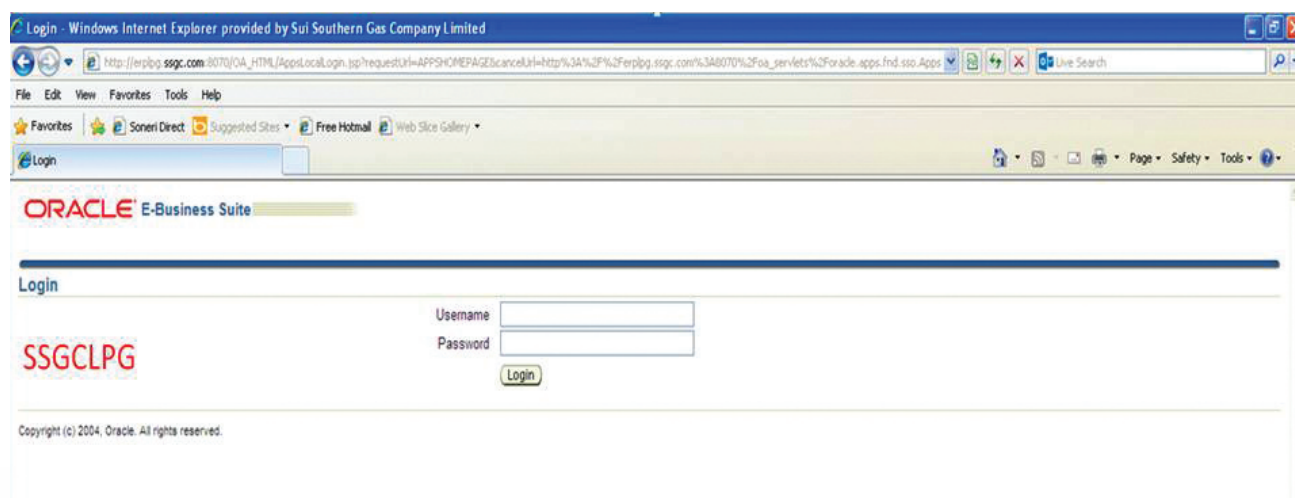 Login - Windows Internet Explorer provided by Sui Southern Gas Company Limited
http://erplpg.ssgc.com:8070/OA_HTML/AppsLocalLogin.jsp?requestUrl=APPSHOMEPAGE&cancelUrl=http%3A%2F%2Ferplpg.ssgc.com%3A8070%2Foa_servlets%2Foracle.apps.fnd.sso.Apps
Live Search
File Edit View Favorites Tools Help
Favorites Soneri Direct Suggested Sites Free Hotmail Web Slice Gallery
Login Page Safety Tools
ORACLE E-Business Suite
Login
Username
Password
SSGCLPG
Login
Copyright (c) 2004, Oracle. All rights reserved.